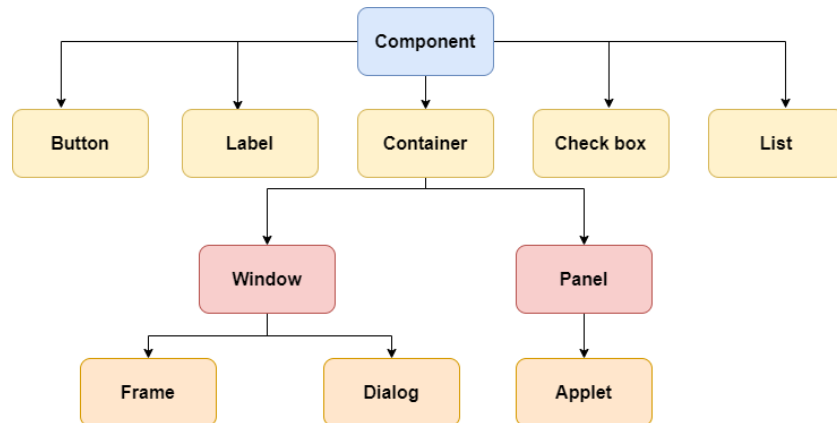 Component
Button
Label
Container
Check box
List
Window
Panel
Frame
Dialog
Applet